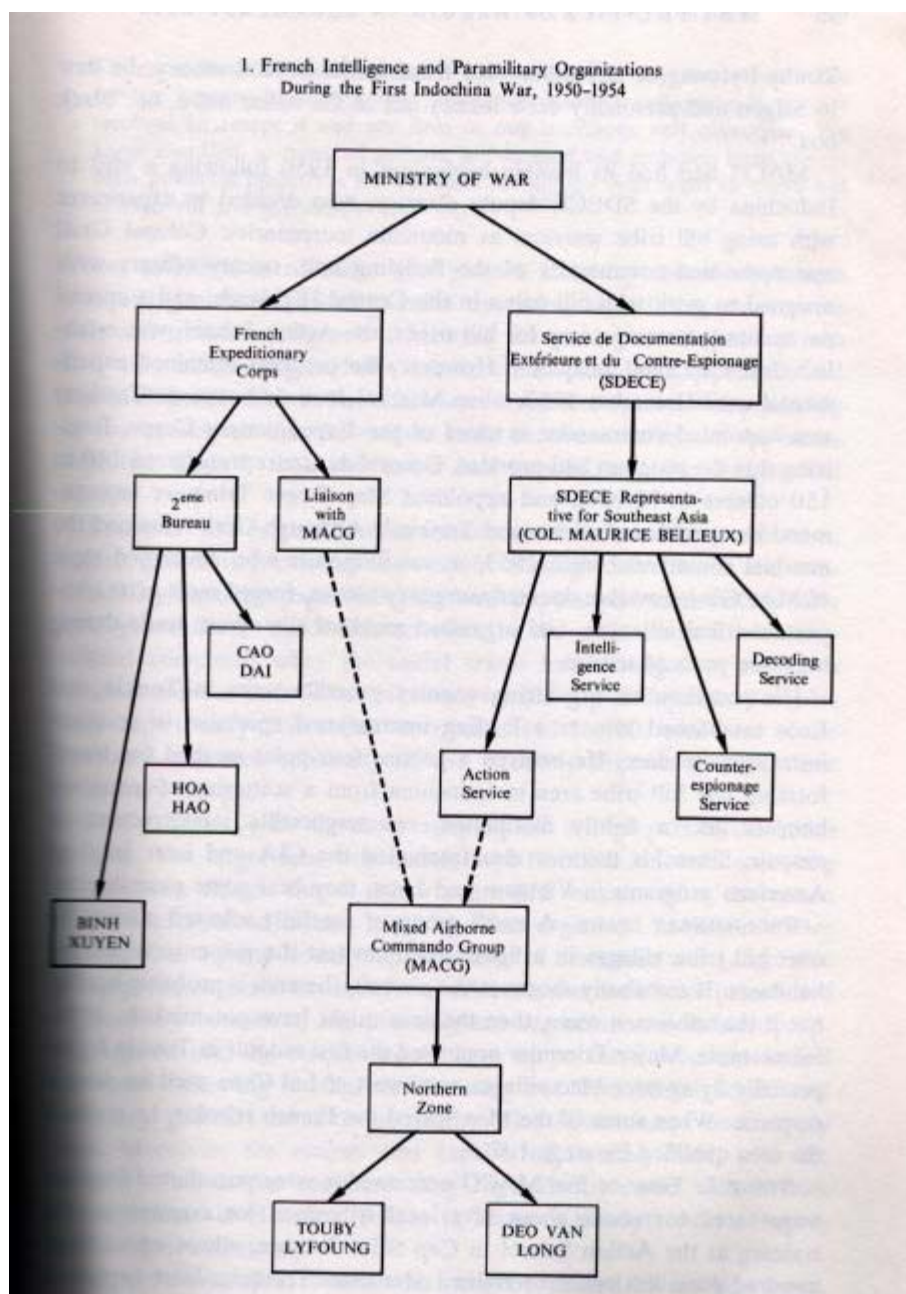 1. French Intelligence and Paramilitary Organizations
During the First Indochina War, 1950–1954
MINISTRY OF WAR
French
Expeditionary
Corps
Service de Documentation
Extérieure et du Contre-Espionage
(SDECE)
2eme
Bureau
Liaison
with
MACG
SDECE Representa-
tive for Southeast Asia
(COL. MAURICE BELLEUX)
CAO
DAI
Intelli-
gence
Service
Decoding
Service
HOA
HAO
Action
Service
Counter-
espionage
Service
BINH
XUYEN
Mixed Airborne
Commando Group
(MACG)
Northern
Zone
TOUBY
LYFOUNG
DEO VAN
LONG